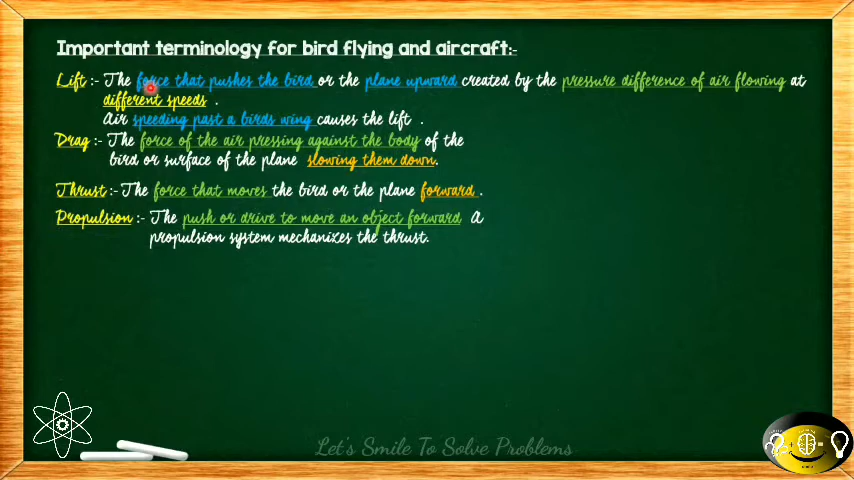 Important terminology for bird flying and aircraft:-
Lift :- The force that pushes the bird or the plane upward created by the pressure difference of air flowing at
different speeds .
Air speeding past a birds wing causes the lift .
Drag :- The force of the air pressing against the body of the
bird or surface of the plane slowing them down.
Thrust :- The force that moves the bird or the plane forward .
Propulsion :- The push or drive to move an object forward A
propulsion system mechanizes the thrust.
Let's Smile To Solve Problems